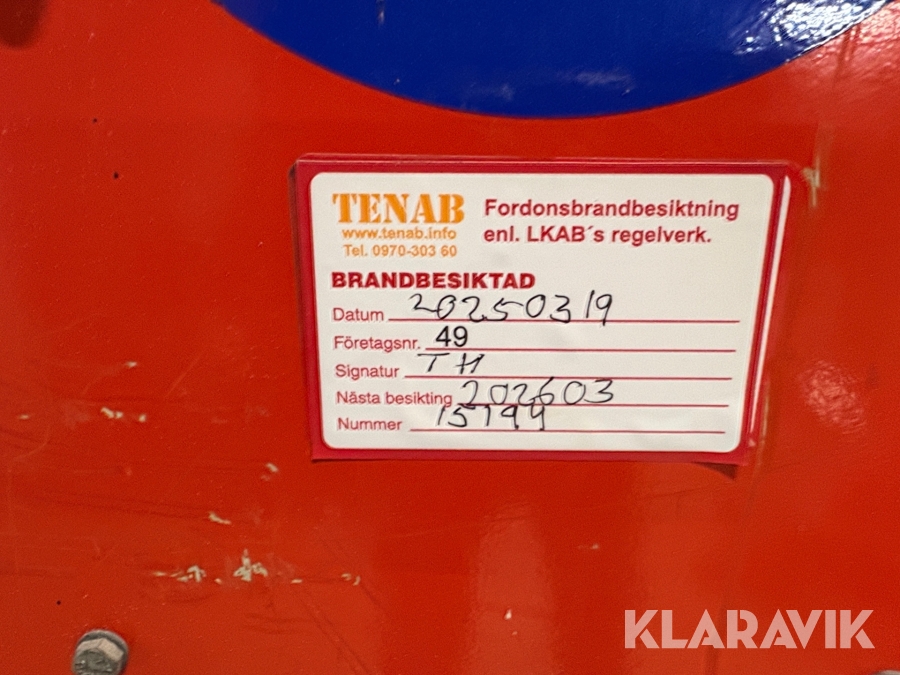 TENAB
www.tenab.info
Tel. 0970-303 60
Fordonsbrandbesiktning
enl. LKAB´s regelverk.
BRANDBESIKTAD
Datum 20250319
Företagsnr. 49
Signatur TH
Nästa besikting 202603
Nummer 15194
KLARAVIK